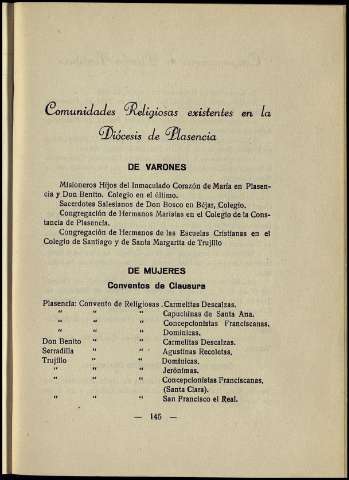 Comunidades Religiosas existentes en la
Diócesis de Plasencia
DE VARONES
Misioneros Hijos del Inmaculado Corazón de María en Plasen-
cia y Don Benito. Colegio en el último.
Sacerdotes Salesianos de Don Bosco en Béjar, Colegio.
Congregación de Hermanos Maristas en el Colegio de la Cons-
tancia de Plasencia.
Congregación de Hermanos de las Escuelas Cristianas en el
Colegio de Santiago y de Santa Margarita de Trujillo
DE MUJERES
Conventos de Clausura
Plasencia: Convento de Religiosas Carmelitas Descalzas.
" " " Capuchinas de Santa Ana.
" " " Concepcionistas Franciscanas.
" " " Dominicas.
Don Benito " " Carmelitas Descalzas.
Serradilla " " Agustinas Recoletas.
Trujillo " " Dominicas.
" " " Jerónimas.
" " " Concepcionistas Franciscanas,
(Santa Clara).
" " " San Francisco el Real.
— 145 —